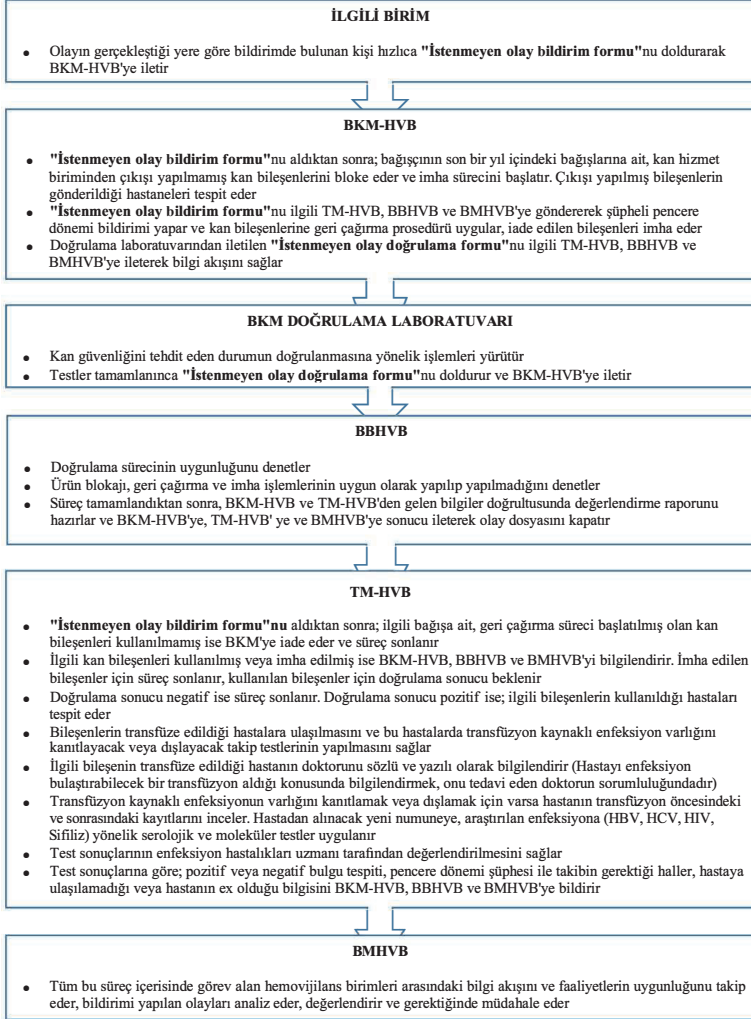 İLGİLİ BİRİM
• Olayın gerçekleştiği yere göre bildirimde bulunan kişi hızlıca "İstenmeyen olay bildirim formu"nu doldurarak
BKM-HVB'ye iletir
BKM-HVB
• "İstenmeyen olay bildirim formu"nu aldıktan sonra; bağışçının son bir yıl içindeki bağışlarına ait, kan hizmet
biriminden çıkışı yapılmamış kan bileşenlerini bloke eder ve imha sürecini başlatır. Çıkışı yapılmış bileşenlerin
gönderildiği hastaneleri tespit eder
• "İstenmeyen olay bildirim formu"nu ilgili TM-HVB, BBHVB ve BMHVB'ye göndererek şüpheli pencere
dönemi bildirimi yapar ve kan bileşenlerine geri çağırma prosedürü uygular, iade edilen bileşenleri imha eder
• Doğrulama laboratuvarından iletilen "İstenmeyen olay doğrulama formu"nu ilgili TM-HVB, BBHVB ve
BMHVB'ye ileterek bilgi akışını sağlar
BKM DOĞRULAMA LABORATUVARI
• Kan güvenliğini tehdit eden durumun doğrulanmasına yönelik işlemleri yürütür
• Testler tamamlanınca "İstenmeyen olay doğrulama formu"nu doldurur ve BKM-HVB'ye iletir
BBHVB
• Doğrulama sürecinin uygunluğunu denetler
• Ürün blokajı, geri çağırma ve imha işlemlerinin uygun olarak yapılıp yapılmadığını denetler
• Süreç tamamlandıktan sonra, BKM-HVB ve TM-HVB'den gelen bilgiler doğrultusunda değerlendirme raporunu
hazırlar ve BKM-HVB'ye, TM-HVB' ye ve BMHVB'ye sonucu ileterek olay dosyasını kapatır
TM-HVB
• "İstenmeyen olay bildirim formu"nu aldıktan sonra; ilgili bağışa ait, geri çağırma süreci başlatılmış olan kan
bileşenleri kullanılmamış ise BKM'ye iade eder ve süreç sonlanır
• İlgili kan bileşenleri kullanılmış veya imha edilmiş ise BKM-HVB, BBHVB ve BMHVB'yi bilgilendirir. İmha edilen
bileşenler için süreç sonlanır, kullanılan bileşenler için doğrulama sonucu beklenir
• Doğrulama sonucu negatif ise süreç sonlanır. Doğrulama sonucu pozitif ise; ilgili bileşenlerin kullanıldığı hastaları
tespit eder
• Bileşenlerin transfüze edildiği hastalara ulaşılmasını ve bu hastalarda transfüzyon kaynaklı enfeksiyon varlığını
kanıtlayacak veya dışlayacak takip testlerinin yapılmasını sağlar
• İlgili bileşenin transfüze edildiği hastanın doktorunu sözlü ve yazılı olarak bilgilendirir (Hastayı enfeksiyon
bulaştırabilecek bir transfüzyon aldığı konusunda bilgilendirmek, onu tedavi eden doktorun sorumluluğundadır)
• Transfüzyon kaynaklı enfeksiyonun varlığını kanıtlamak veya dışlamak için varsa hastanın transfüzyon öncesindeki
ve sonrasındaki kayıtlarını inceler. Hastadan alınacak yeni numuneye, araştırılan enfeksiyona (HBV, HCV, HIV,
Sifiliz) yönelik serolojik ve moleküler testler uygulanır
• Test sonuçlarının enfeksiyon hastalıkları uzmanı tarafından değerlendirilmesini sağlar
• Test sonuçlarına göre; pozitif veya negatif bulgu tespiti, pencere dönemi şüphesi ile takibin gerektiği haller, hastaya
ulaşılamadığı veya hastanın ex olduğu bilgisini BKM-HVB, BBHVB ve BMHVB'ye bildirir
BMHVB
• Tüm bu süreç içerisinde görev alan hemovijilans birimleri arasındaki bilgi akışını ve faaliyetlerin uygunluğunu takip
eder, bildirimi yapılan olayları analiz eder, değerlendirir ve gerektiğinde müdahale eder